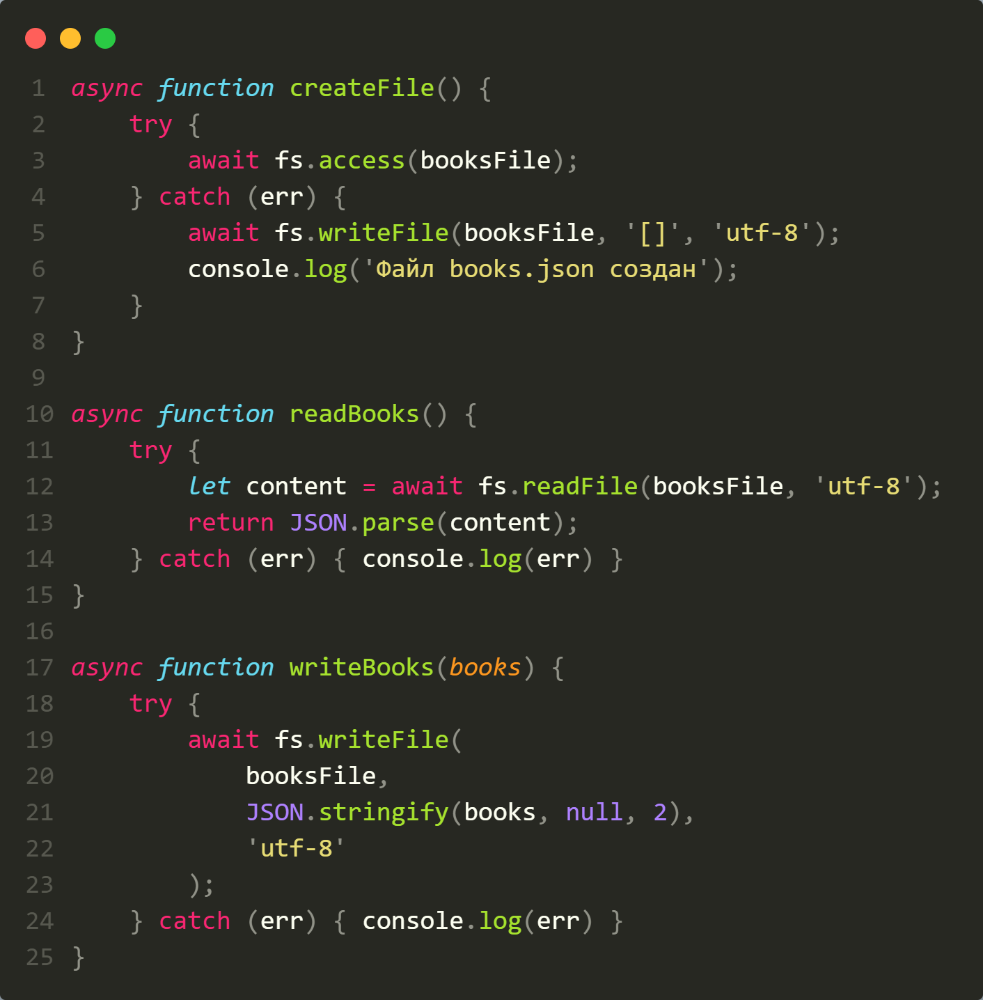 1 async function createFile() {
2     try {
3         await fs.access(booksFile);
4     } catch (err) {
5         await fs.writeFile(booksFile, '[]', 'utf-8');
6         console.log('Файл books.json создан');
7     }
8 }
9
10 async function readBooks() {
11     try {
12         let content = await fs.readFile(booksFile, 'utf-8');
13         return JSON.parse(content);
14     } catch (err) { console.log(err) }
15 }
16
17 async function writeBooks(books) {
18     try {
19         await fs.writeFile(
20             booksFile,
21             JSON.stringify(books, null, 2),
22             'utf-8'
23         );
24     } catch (err) { console.log(err) }
25 }